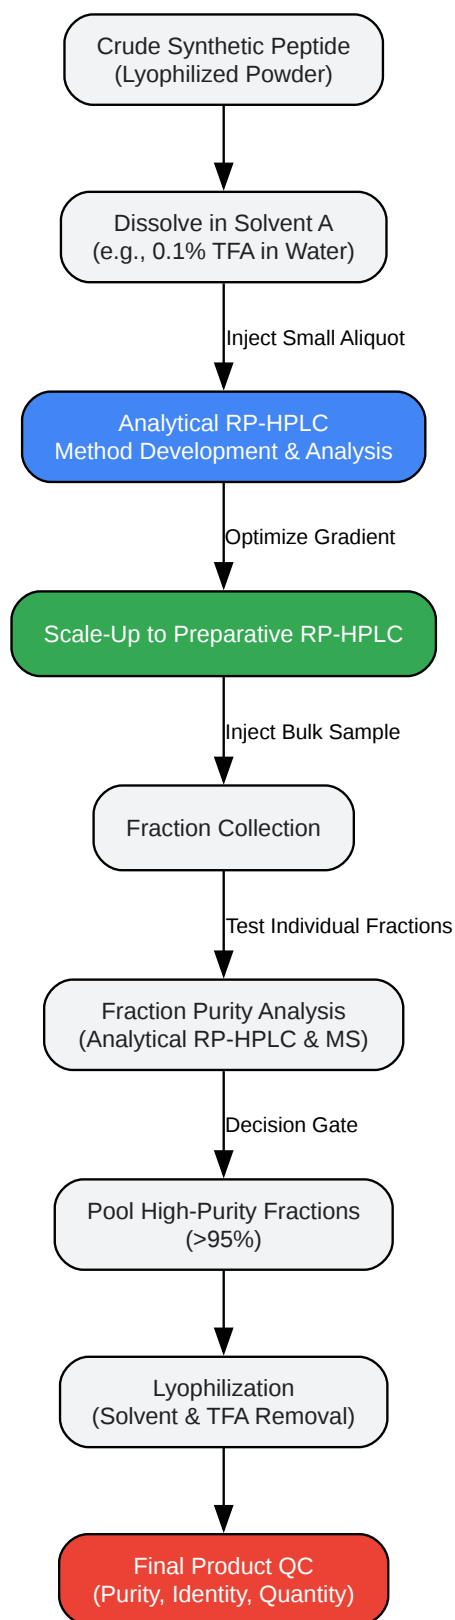 Crude Synthetic Peptide
(Lyophilized Powder)
Dissolve in Solvent A
(e.g., 0.1% TFA in Water)
Inject Small Aliquot
Analytical RP-HPLC
Method Development & Analysis
Optimize Gradient
Scale-Up to Preparative RP-HPLC
Inject Bulk Sample
Fraction Collection
Test Individual Fractions
Fraction Purity Analysis
(Analytical RP-HPLC & MS)
Decision Gate
Pool High-Purity Fractions
(>95%)
Lyophilization
(Solvent & TFA Removal)
Final Product QC
(Purity, Identity, Quantity)